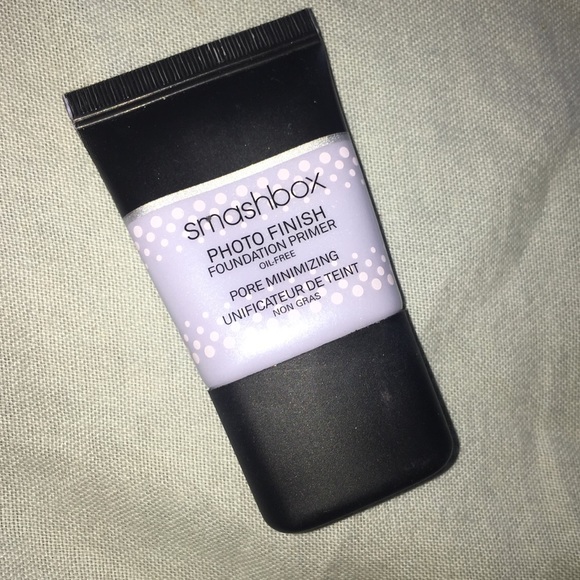 smashbox
PHOTO FINISH
FOUNDATION PRIMER
OIL-FREE
PORE MINIMIZING
UNIFICATEUR DE TEINT
NON GRAS